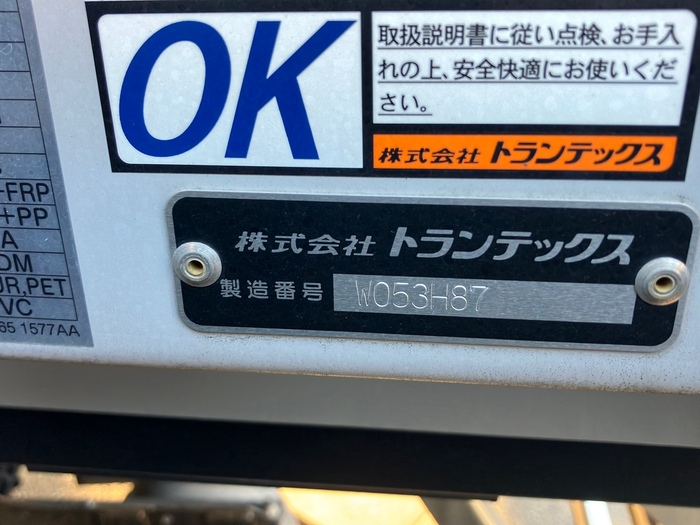 OK
取扱説明書に従い点検、お手入
れの上、安全快適にお使いくだ
さい。
株式会社 トランテックス
+FRP
+PP
A
OM
UR,PET
VC
65 1577AA
株式会社 トランテックス
製造番号 W053H87